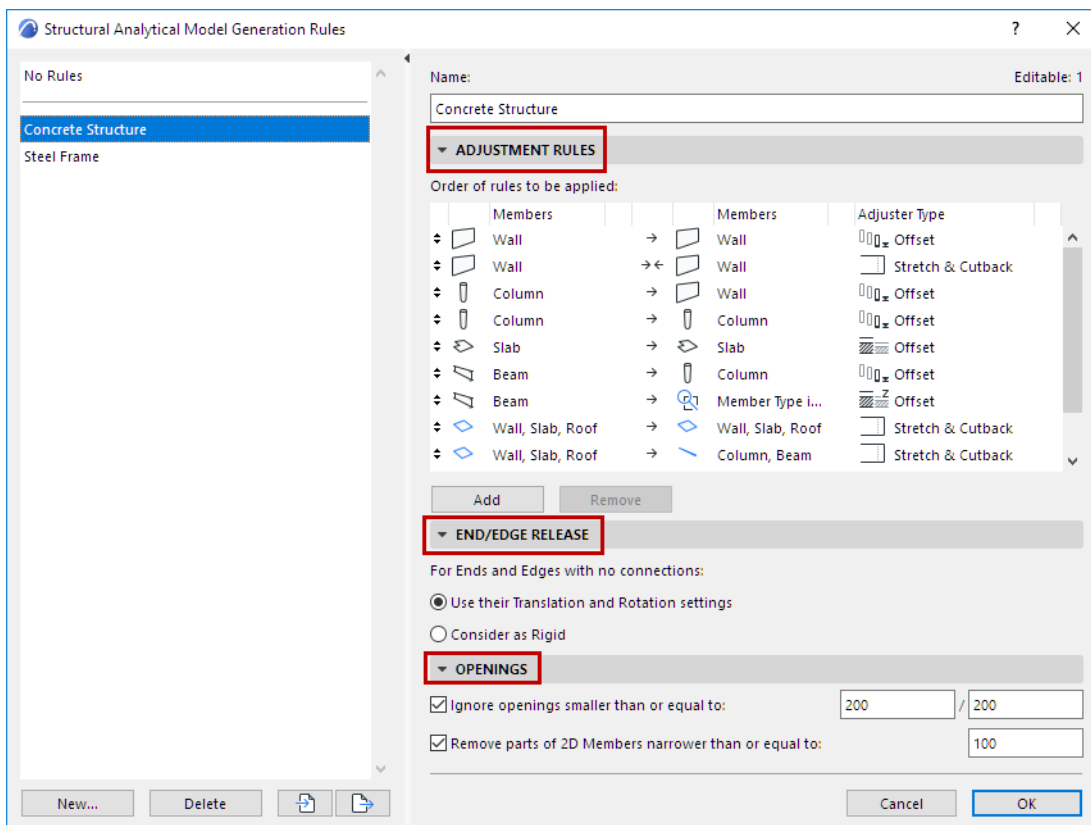 Structural Analytical Model Generation Rules
?
No Rules
Concrete Structure
Steel Frame
New...
Delete
Name:
Editable: 1
Concrete Structure
ADJUSTMENT RULES
Order of rules to be applied:
Members Members Adjuster Type
Wall → Wall Offset
Wall →← Wall Stretch & Cutback
Column → Wall Offset
Column → Column Offset
Slab → Slab Offset
Beam → Column Offset
Beam → Member Type i... Offset
Wall, Slab, Roof → Wall, Slab, Roof Stretch & Cutback
Wall, Slab, Roof → Column, Beam Stretch & Cutback
Add Remove
END/EDGE RELEASE
For Ends and Edges with no connections:
Use their Translation and Rotation settings
Consider as Rigid
OPENINGS
Ignore openings smaller than or equal to: 200 / 200
Remove parts of 2D Members narrower than or equal to: 100
Cancel OK